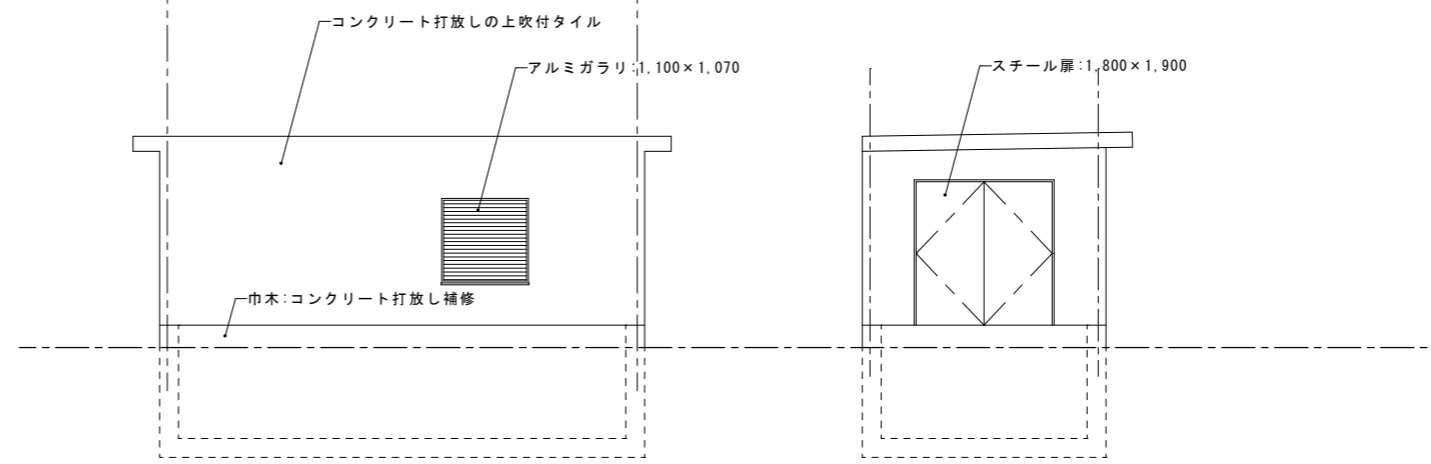 コンクリート打放しの上吹付タイル
アルミガラリ:1,100×1,070
スチール扉:1,800×1,900
巾木:コンクリート打放し補修